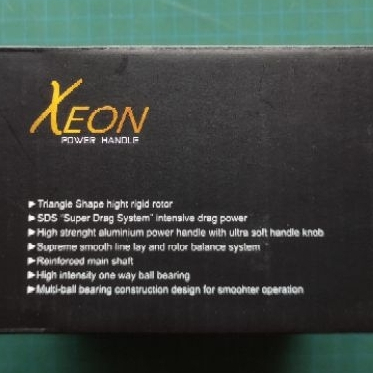 XEON
POWER HANDLE
►Triangle Shape hight rigid rotor
►SDS "Super Drag System" intensive drag power
►High strenght aluminium power handle with ultra soft handle knob
►Supreme smooth line lay and rotor balance system
►Reinforced main shaft
►High intensity one way ball bearing
►Multi-ball bearing construction design for smoohter operation